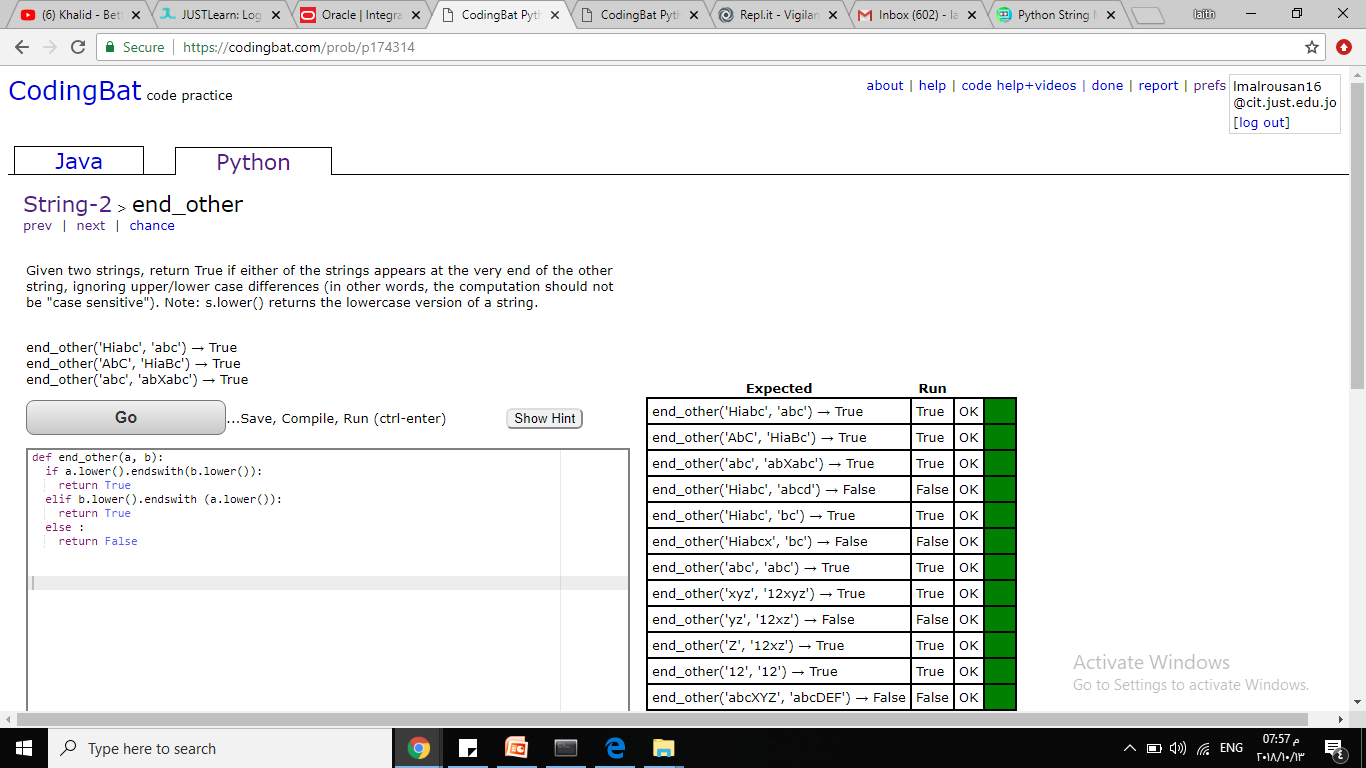 (6) Khalid - Bet
JUSTLearn: Log
Oracle | Integra
CodingBat Pyth
CodingBat Pyt
Repl.it - Vigilan
Inbox (602) - la
Python String M
laith
Secure | https://codingbat.com/prob/p174314
CodingBat code practice
about | help | code help+videos | done | report | prefs
lmalrousan16
@cit.just.edu.jo
[log out]
Java
Python
String-2 > end_other
prev | next | chance
Given two strings, return True if either of the strings appears at the very end of the other
string, ignoring upper/lower case differences (in other words, the computation should not
be "case sensitive"). Note: s.lower() returns the lowercase version of a string.
end_other('Hiabc', 'abc') → True
end_other('AbC', 'HiaBc') → True
end_other('abc', 'abXabc') → True
Go ...Save, Compile, Run (ctrl-enter) Show Hint
def end_other(a, b):
  if a.lower().endswith(b.lower()):
    return True
  elif b.lower().endswith (a.lower()):
    return True
  else :
    return False
Expected Run
end_other('Hiabc', 'abc') → True True OK
end_other('AbC', 'HiaBc') → True True OK
end_other('abc', 'abXabc') → True True OK
end_other('Hiabc', 'abcd') → False False OK
end_other('Hiabc', 'bc') → True True OK
end_other('Hiabcx', 'bc') → False False OK
end_other('abc', 'abc') → True True OK
end_other('xyz', '12xyz') → True True OK
end_other('yz', '12xz') → False False OK
end_other('Z', '12xz') → True True OK
end_other('12', '12') → True True OK
end_other('abcXYZ', 'abcDEF') → False False OK
Activate Windows
Go to Settings to activate Windows.
Type here to search
ENG
07:57 م
٢٠١٨/١٠/١٣
٤